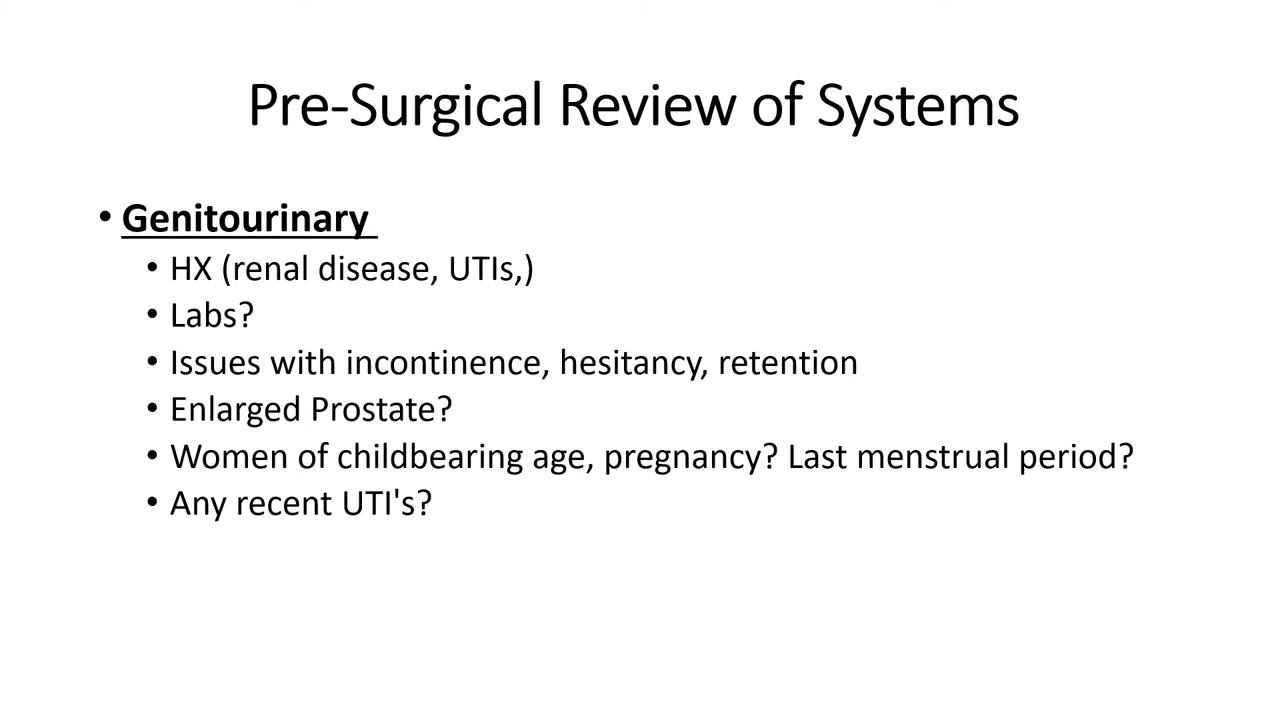 Pre-Surgical Review of Systems
• Genitourinary
• HX (renal disease, UTIs,)
• Labs?
• Issues with incontinence, hesitancy, retention
• Enlarged Prostate?
• Women of childbearing age, pregnancy? Last menstrual period?
• Any recent UTI's?